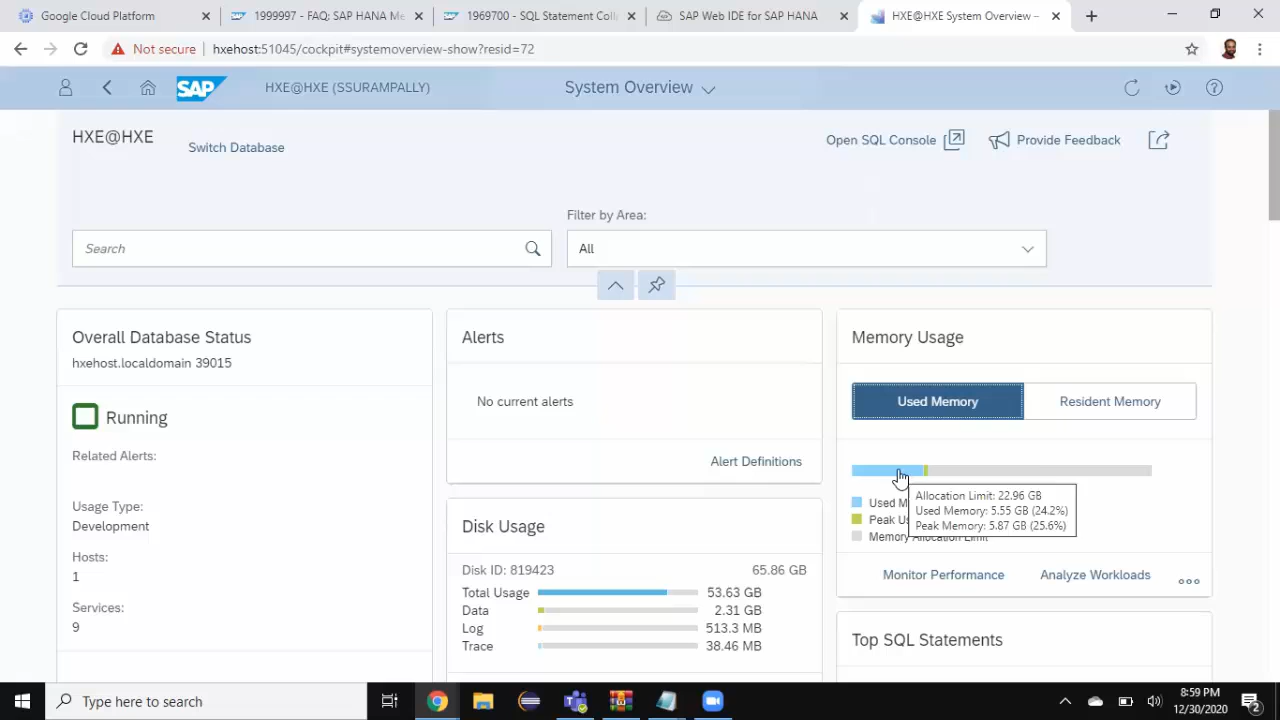 Google Cloud Platform
1999997 - FAQ: SAP HANA Me
1969700 - SQL Statement Coll
SAP Web IDE for SAP HANA
HXE@HXE System Overview –
Not secure
hxehost:51045/cockpit#systemoverview-show?resid=72
SAP
HXE@HXE (SSURAMPALLY)
System Overview
HXE@HXE
Switch Database
Open SQL Console
Provide Feedback
Filter by Area:
Search
All
Overall Database Status
hxehost.localdomain 39015
Running
Related Alerts:
Usage Type:
Development
Hosts:
1
Services:
9
Alerts
No current alerts
Alert Definitions
Disk Usage
Disk ID: 819423 65.86 GB
Total Usage 53.63 GB
Data 2.31 GB
Log 513.3 MB
Trace 38.46 MB
Memory Usage
Used Memory
Resident Memory
Allocation Limit: 22.96 GB
Used Memory: 5.55 GB (24.2%)
Peak Memory: 5.87 GB (25.6%)
Used M
Peak Us
Memory Allocation Limit
Monitor Performance
Analyze Workloads
Top SQL Statements
Type here to search
8:59 PM
12/30/2020
2